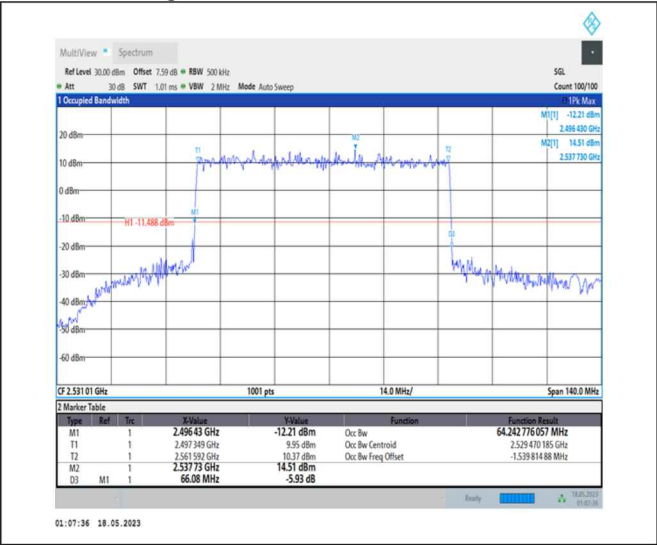 MultiView Spectrum
Ref Level 30.00 dBm Offset 7.59 dB RBW 500 kHz SGL
Att 30 dB SWT 1.01 ms VBW 2 MHz Mode Auto Sweep Count 100/100
1 Occupied Bandwidth 1Pk Max
M1[1] -12.21 dBm
2.496 430 GHz
M2[1] 14.51 dBm
2.537 730 GHz
20 dBm
M2
T1 T2
10 dBm
0 dBm
-10 dBm
M1
H1 -11.488 dBm
D3
-20 dBm
-30 dBm
-40 dBm
-50 dBm
-60 dBm
CF 2.531 01 GHz 1001 pts 14.0 MHz/ Span 140.0 MHz
2 Marker Table
Type Ref Trc X-Value Y-Value Function Function Result
M1 1 2.496 43 GHz -12.21 dBm Occ Bw 64.242 776 057 MHz
T1 1 2.497 349 GHz 9.95 dBm Occ Bw Centroid 2.529 470 185 GHz
T2 1 2.561 592 GHz 10.37 dBm Occ Bw Freq Offset -1.539 814 88 MHz
M2 1 2.537 73 GHz 14.51 dBm
D3 M1 1 66.08 MHz -5.93 dB
Ready 18.05.2023
01:07:36
01:07:36 18.05.2023